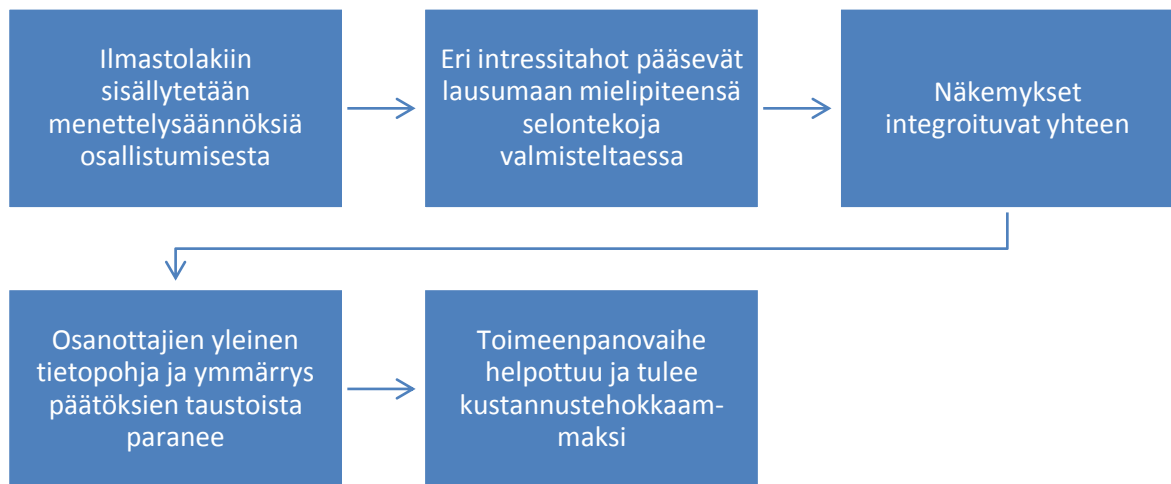 Ilmastolakiin
sisällytetään
menettelysäännöksiä
osallistumisesta
Eri intressitahot pääsevät
lausumaan mielipiteensä
selontekoja
valmisteltaessa
Näkemykset
integroituvat yhteen
Osanottajien yleinen
tietopohja ja ymmärrys
päätöksien taustoista
paranee
Toimeenpanovaihe
helpottuu ja tulee
kustannustehokkaam-
maksi